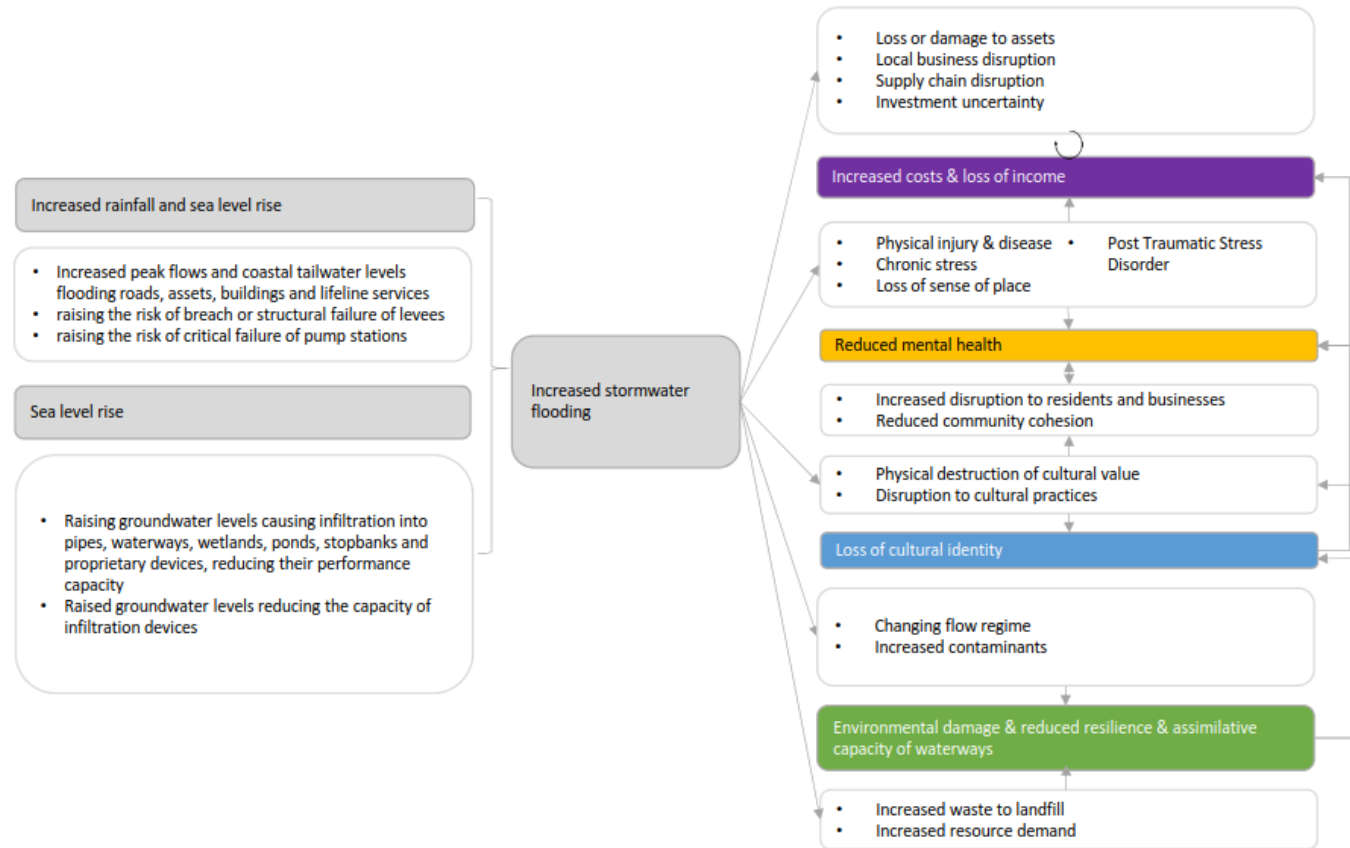 Increased rainfall and sea level rise
• Increased peak flows and coastal tailwater levels
flooding roads, assets, buildings and lifeline services
• raising the risk of breach or structural failure of levees
• raising the risk of critical failure of pump stations
Sea level rise
• Raising groundwater levels causing infiltration into
pipes, waterways, wetlands, ponds, stopbanks and
proprietary devices, reducing their performance
capacity
• Raised groundwater levels reducing the capacity of
infiltration devices
Increased stormwater
flooding
• Loss or damage to assets
• Local business disruption
• Supply chain disruption
• Investment uncertainty
Increased costs & loss of income
• Physical injury & disease
• Chronic stress
• Loss of sense of place
• Post Traumatic Stress
Disorder
Reduced mental health
• Increased disruption to residents and businesses
• Reduced community cohesion
• Physical destruction of cultural value
• Disruption to cultural practices
Loss of cultural identity
• Changing flow regime
• Increased contaminants
Environmental damage & reduced resilience & assimilative
capacity of waterways
• Increased waste to landfill
• Increased resource demand